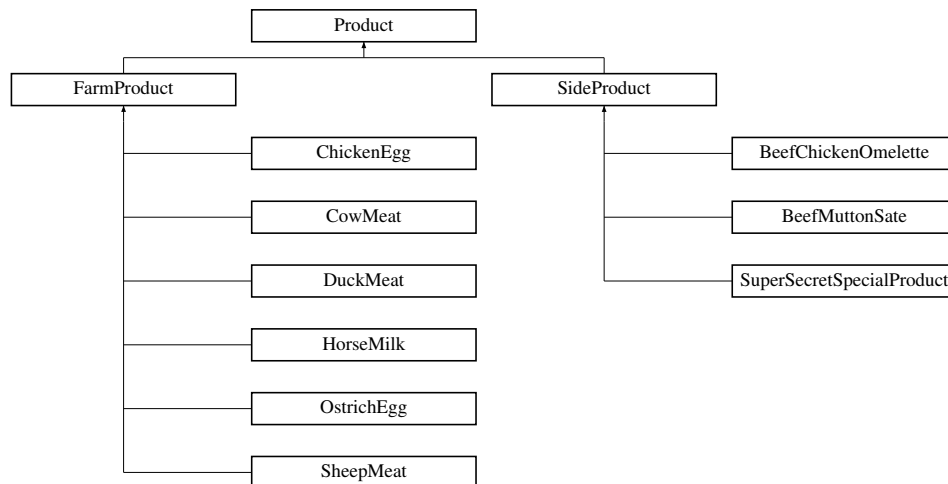 Product
FarmProduct
SideProduct
ChickenEgg
BeefChickenOmelette
CowMeat
BeefMuttonSate
DuckMeat
SuperSecretSpecialProduct
HorseMilk
OstrichEgg
SheepMeat